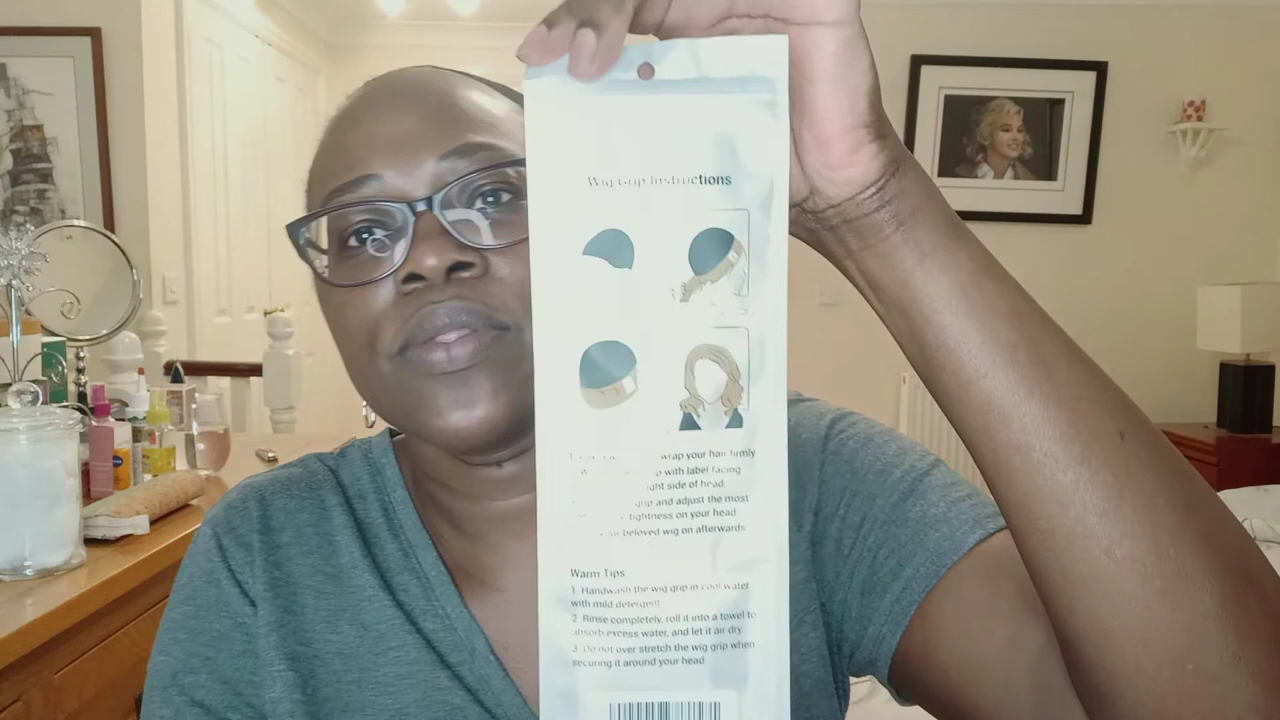 Wig Grip Instructions
wrap your hair firmly
with label facing
side of head
grip and adjust the most
tightness on your head
beloved wig on afterwards
Warm Tips
1. Handwash the wig grip in cool water
with mild detergent
2. Rinse completely, roll it into a towel to
absorb excess water, and let it air dry
3. Do not over stretch the wig grip when
securing it around your head